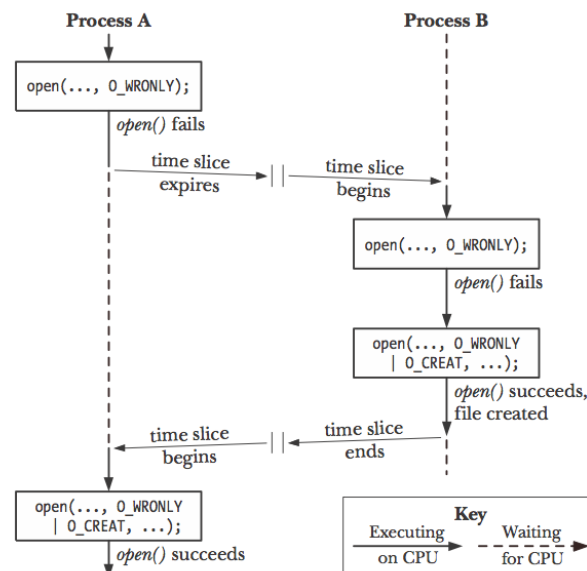 Process A
Process B
open(..., O_WRONLY);
open() fails
time slice
expires
time slice
begins
open(..., O_WRONLY);
open() fails
open(..., O_WRONLY
| O_CREAT, ...);
open() succeeds,
file created
time slice
ends
time slice
begins
open(..., O_WRONLY
| O_CREAT, ...);
open() succeeds
Key
Executing
on CPU
Waiting
for CPU